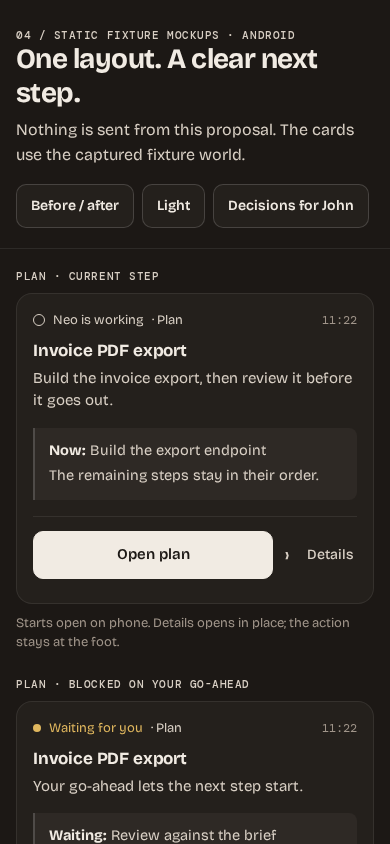 04 / STATIC FIXTURE MOCKUPS · ANDROID
One layout. A clear next
step.
Nothing is sent from this proposal. The cards
use the captured fixture world.
Before / after
Light
Decisions for John
PLAN · CURRENT STEP
Neo is working · Plan 11:22
Invoice PDF export
Build the invoice export, then review it before
it goes out.
Now: Build the export endpoint
The remaining steps stay in their order.
Open plan
› Details
Starts open on phone. Details opens in place; the action
stays at the foot.
PLAN · BLOCKED ON YOUR GO-AHEAD
Waiting for you · Plan 11:22
Invoice PDF export
Your go-ahead lets the next step start.
Waiting: Review against the brief